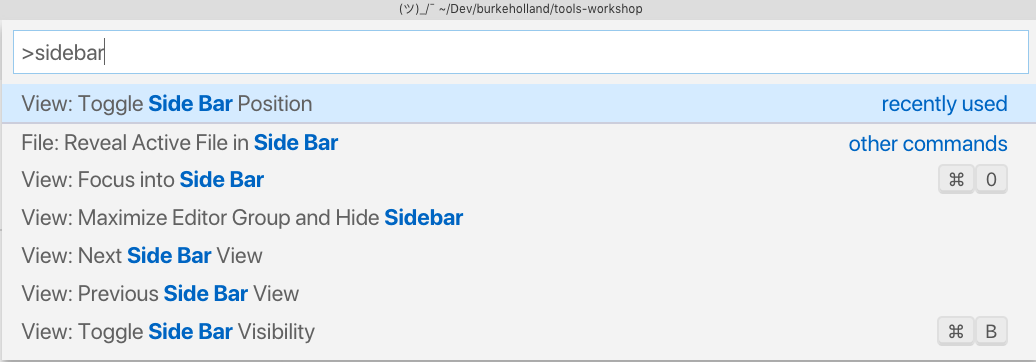 (ツ)_/¯ ~/Dev/burkeholland/tools-workshop
>sidebar
View: Toggle Side Bar Position recently used
File: Reveal Active File in Side Bar other commands
View: Focus into Side Bar ⌘ 0
View: Maximize Editor Group and Hide Sidebar
View: Next Side Bar View
View: Previous Side Bar View
View: Toggle Side Bar Visibility ⌘ B